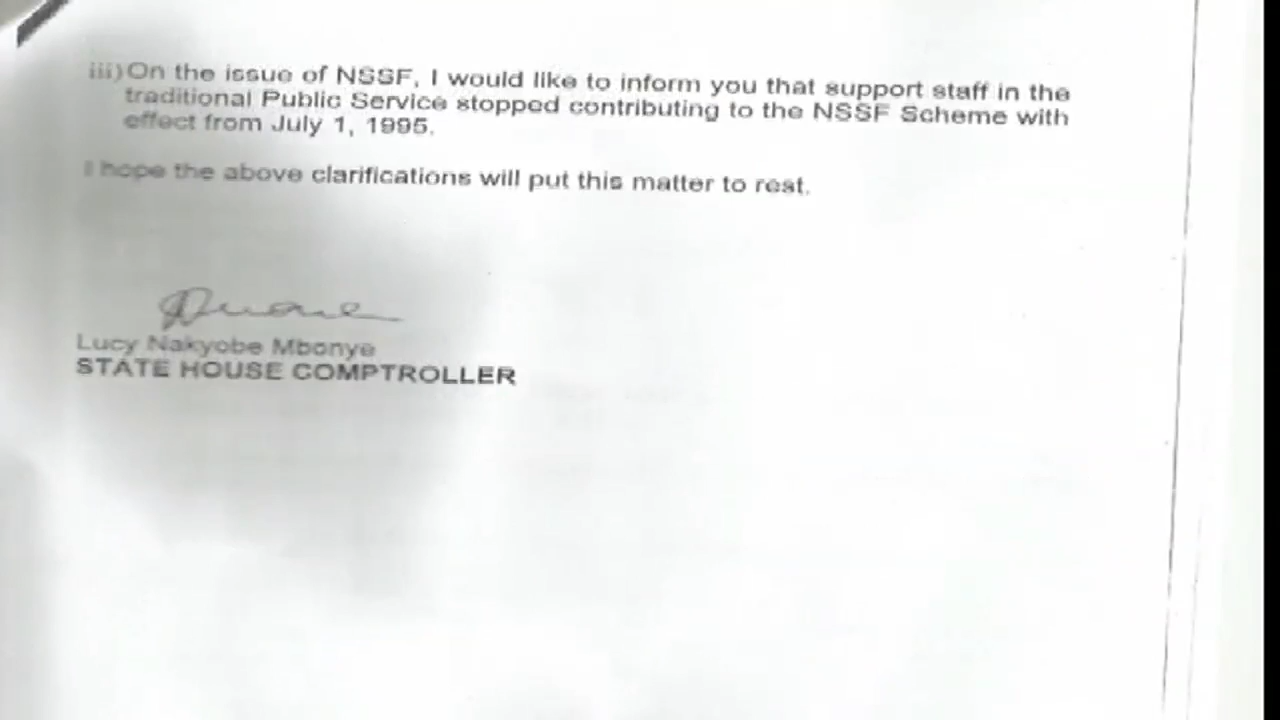 iii) On the issue of NSSF, I would like to inform you that support staff in the
traditional Public Service stopped contributing to the NSSF Scheme with
effect from July 1, 1995.
I hope the above clarifications will put this matter to rest.
Lucy Nakyobe Mbonye
STATE HOUSE COMPTROLLER